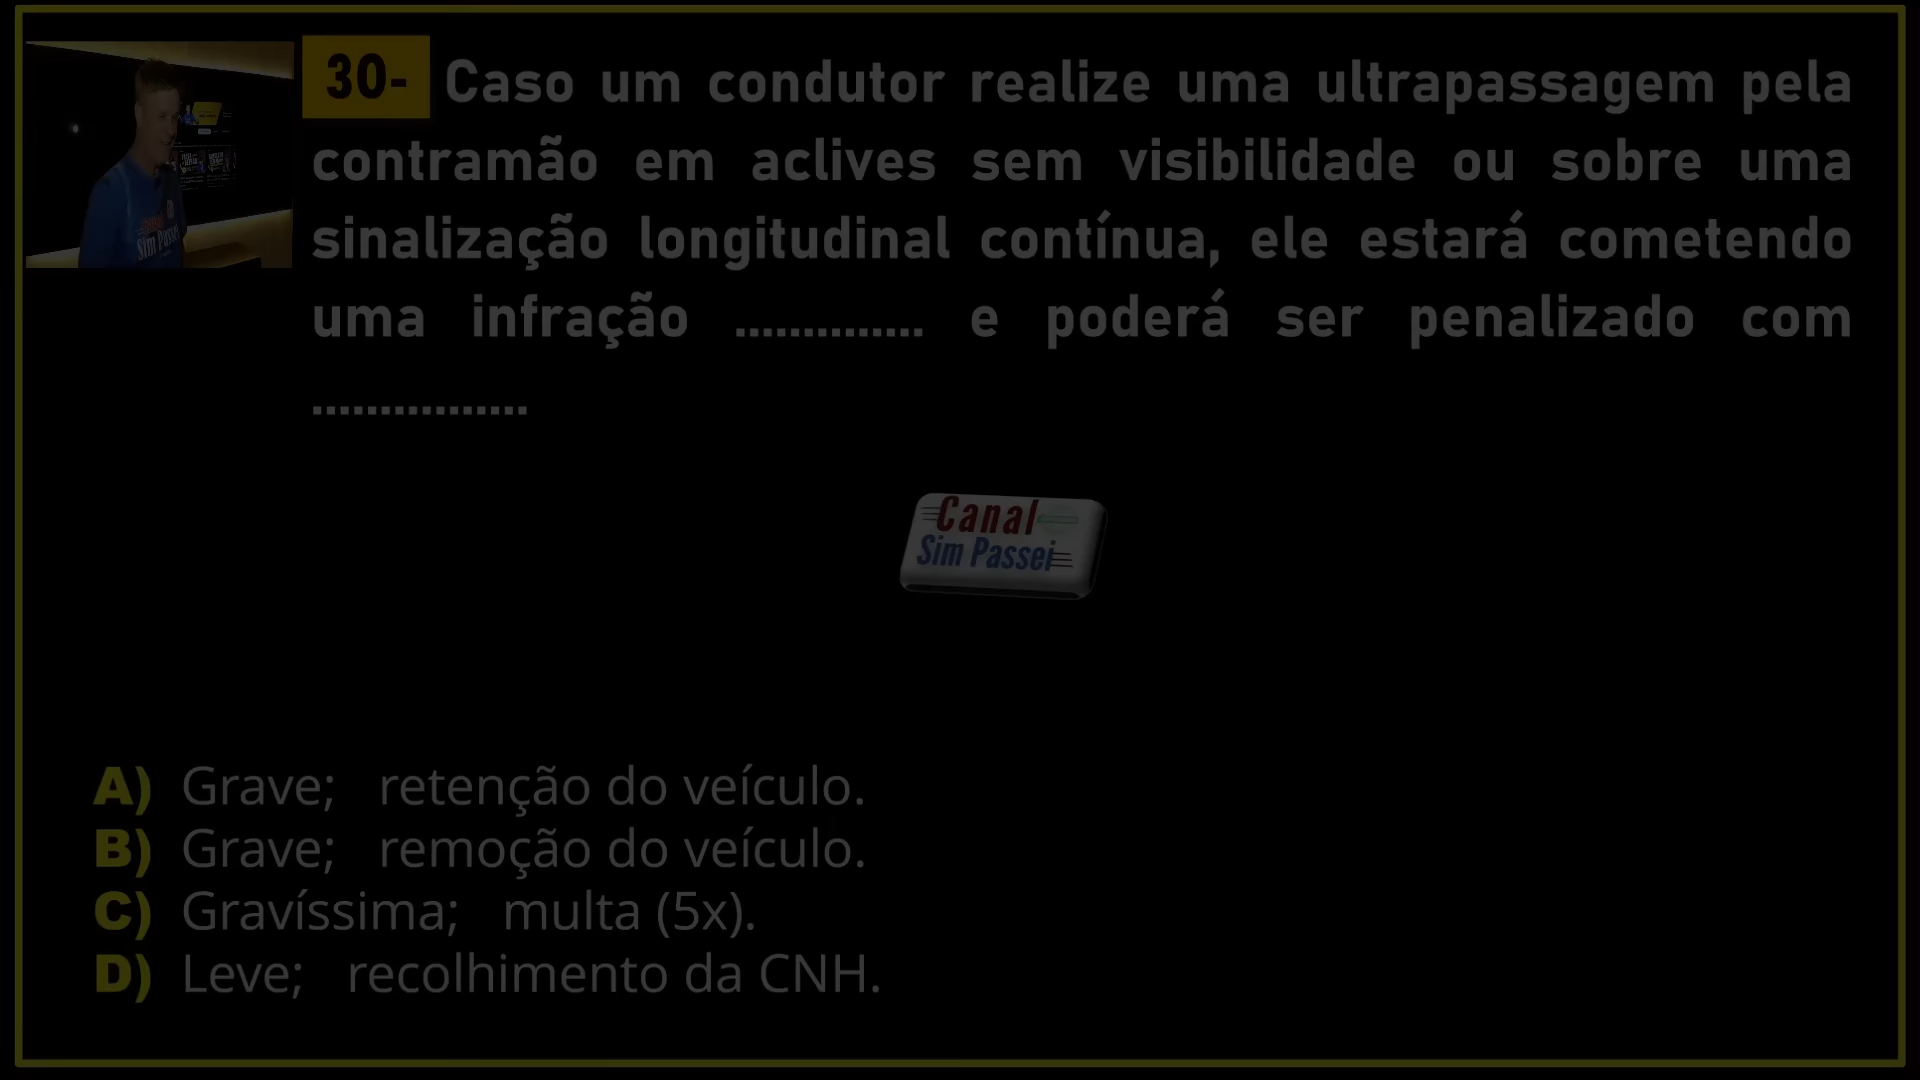 30- Caso um condutor realize uma ultrapassagem pela
contramão em aclives sem visibilidade ou sobre uma
sinalização longitudinal contínua, ele estará cometendo
uma infração .............. e poderá ser penalizado com
................
Canal
Sim Passei
A) Grave; retenção do veículo.
B) Grave; remoção do veículo.
C) Gravíssima; multa (5x).
D) Leve; recolhimento da CNH.